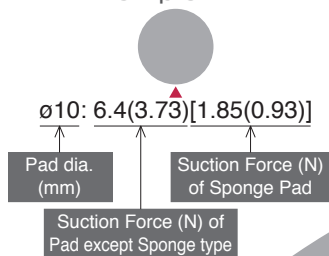 ø10: 6.4(3.73)[1.85(0.93)]
Pad dia.
(mm)
Suction Force (N)
of Sponge Pad
Suction Force (N) of
Pad except Sponge type